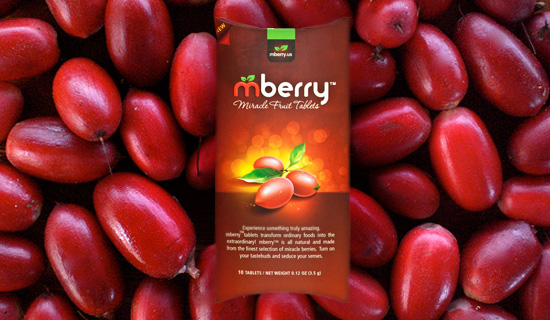 NEW
mberry.us
mberry™
Miracle Fruit Tablets
Experience something truly amazing.
mberry™ tablets transform ordinary foods into the
extraordinary! mberry™ is all natural and made
from the finest selection of miracle berries. Turn on
your tastebuds and seduce your senses.
10 TABLETS / NET WEIGHT 0.12 OZ (3.5 g)